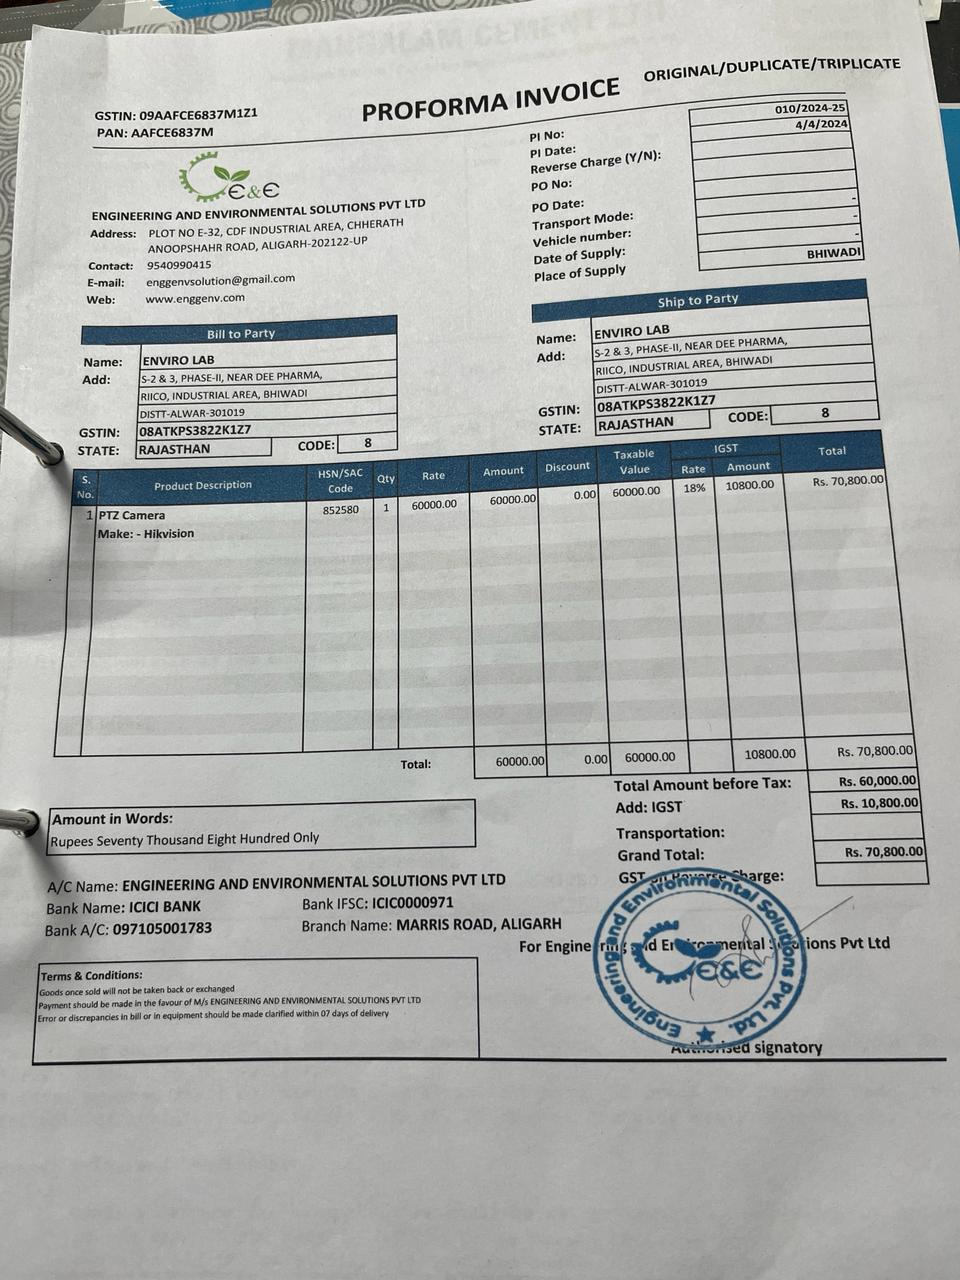 ORIGINAL/DUPLICATE/TRIPLICATE
PROFORMA INVOICE
GSTIN: 09AAFCE6837M1Z1
PAN: AAFCE6837M
E&E
ENGINEERING AND ENVIRONMENTAL SOLUTIONS PVT LTD
Address: PLOT NO E-32, CDF INDUSTRIAL AREA, CHHERATH
ANOOPSHAHR ROAD, ALIGARH-202122-UP
Contact: 9540990415
E-mail: enggenvsolution@gmail.com
Web: www.enggenv.com
PI No: 010/2024-25
PI Date: 4/4/2024
Reverse Charge (Y/N):
PO No:
PO Date: -
Transport Mode: -
Vehicle number: -
Date of Supply:
Place of Supply BHIWADI
Bill to Party
Name: ENVIRO LAB
Add: S-2 & 3, PHASE-II, NEAR DEE PHARMA,
RIICO, INDUSTRIAL AREA, BHIWADI
DISTT-ALWAR-301019
GSTIN: 08ATKPS3822K1Z7
STATE: RAJASTHAN CODE: 8
Ship to Party
Name: ENVIRO LAB
Add: S-2 & 3, PHASE-II, NEAR DEE PHARMA,
RIICO, INDUSTRIAL AREA, BHIWADI
DISTT-ALWAR-301019
GSTIN: 08ATKPS3822K1Z7
STATE: RAJASTHAN CODE: 8
S. No. Product Description HSN/SAC Code Qty Rate Amount Discount Taxable Value IGST Rate Amount Total
1 PTZ Camera 852580 1 60000.00 60000.00 0.00 60000.00 18% 10800.00 Rs. 70,800.00
Make: - Hikvision
Total: 60000.00 0.00 60000.00 10800.00 Rs. 70,800.00
Total Amount before Tax: Rs. 60,000.00
Add: IGST Rs. 10,800.00
Transportation:
Grand Total: Rs. 70,800.00
GST on Reverse Charge:
Amount in Words:
Rupees Seventy Thousand Eight Hundred Only
A/C Name: ENGINEERING AND ENVIRONMENTAL SOLUTIONS PVT LTD
Bank Name: ICICI BANK Bank IFSC: ICIC0000971
Bank A/C: 097105001783 Branch Name: MARRIS ROAD, ALIGARH
For Engineering and Environmental Solutions Pvt Ltd
Engineering and Environmental Solutions Pvt. Ltd.
E&E
Authorised signatory
Terms & Conditions:
Goods once sold will not be taken back or exchanged
Payment should be made in the favour of M/s ENGINEERING AND ENVIRONMENTAL SOLUTIONS PVT LTD
Error or discrepancies in bill or in equipment should be made clarified within 07 days of delivery